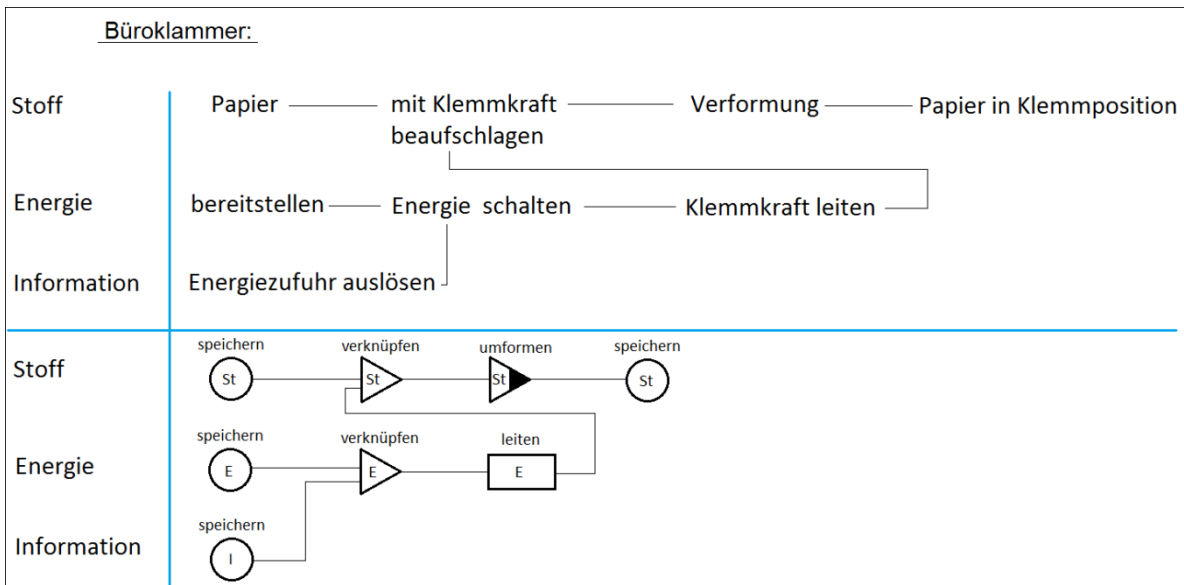 Büroklammer:
Stoff Papier mit Klemmkraft Verformung Papier in Klemmposition
beaufschlagen
Energie bereitstellen Energie schalten Klemmkraft leiten
Information Energiezufuhr auslösen
speichern verknüpfen umformen speichern
Stoff St St St St
speichern verknüpfen leiten
Energie E E E
speichern
Information I